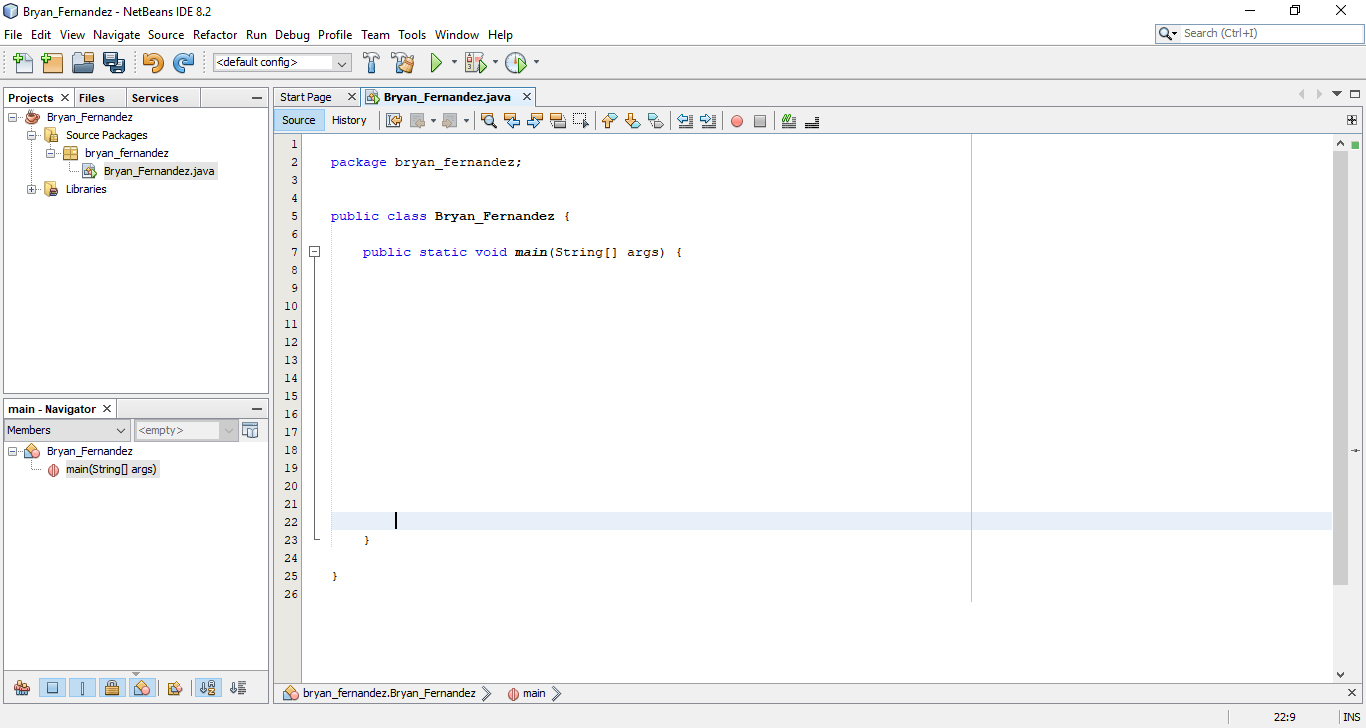 Bryan_Fernandez - NetBeans IDE 8.2
File Edit View Navigate Source Refactor Run Debug Profile Team Tools Window Help
Search (Ctrl+I)
<default config>
Projects Files Services
Bryan_Fernandez
Source Packages
bryan_fernandez
Bryan_Fernandez.java
Libraries
main - Navigator
Members <empty>
Bryan_Fernandez
main(String[] args)
Start Page Bryan_Fernandez.java
Source History
1
2 package bryan_fernandez;
3
4
5 public class Bryan_Fernandez {
6
7 public static void main(String[] args) {
8
9
10
11
12
13
14
15
16
17
18
19
20
21
22
23 }
24
25 }
26
bryan_fernandez.Bryan_Fernandez main
22:9 INS